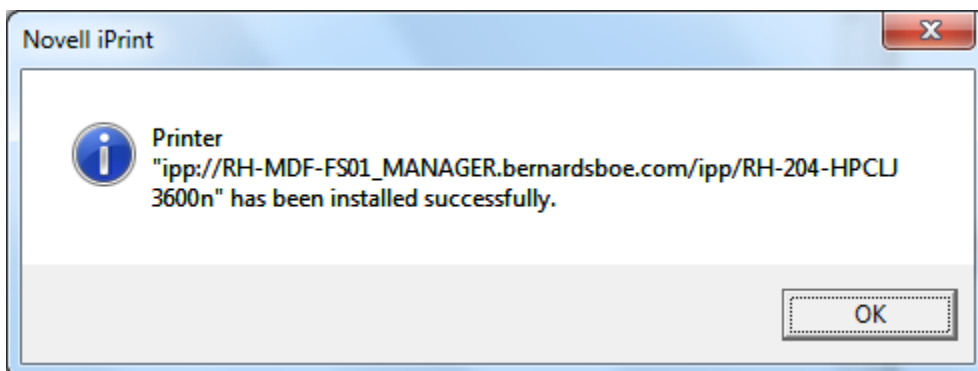 Novell iPrint
Printer
"ipp://RH-MDF-FS01_MANAGER.bernardsboe.com/ipp/RH-204-HPCLJ
3600n" has been installed successfully.
OK